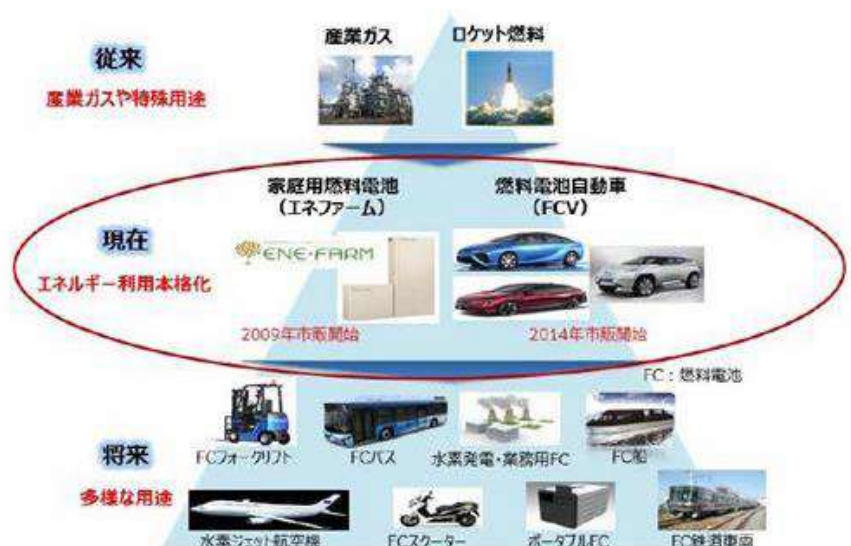 産業ガス
ロケット燃料
従来
産業ガスや特殊用途
家庭用燃料電池
(エネファーム)
燃料電池自動車
(FCV)
現在
エネルギー利用本格化
ENE・FARM
2009年市販開始
2014年市販開始
FC:燃料電池
将来
多様な用途
FCフォークリフト
FCバス
水素発電・業務用FC
FC船
水素ジェット航空機
FCスクーター
ポータブルFC
FC鉄道車両